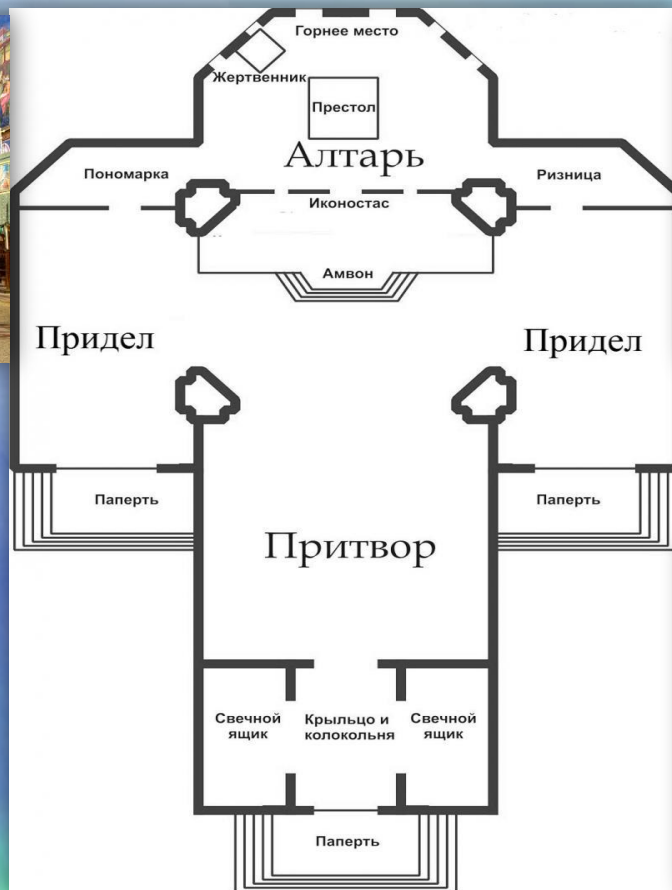 Горнее место
Жертвенник
Престол
Алтарь
Пономарка
Ризница
Иконостас
Амвон
Придел
Придел
Паперть
Паперть
Притвор
Свечной
ящик
Крыльцо и
колокольня
Свечной
ящик
Паперть